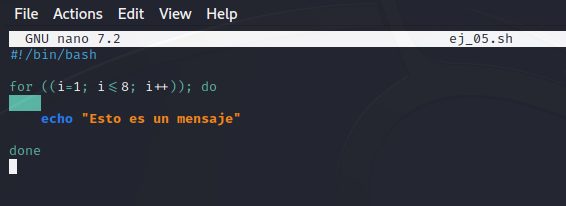 File Actions Edit View Help
GNU nano 7.2 ej_05.sh
#!/bin/bash
for ((i=1; i<=8; i++)); do
echo "Esto es un mensaje"
done